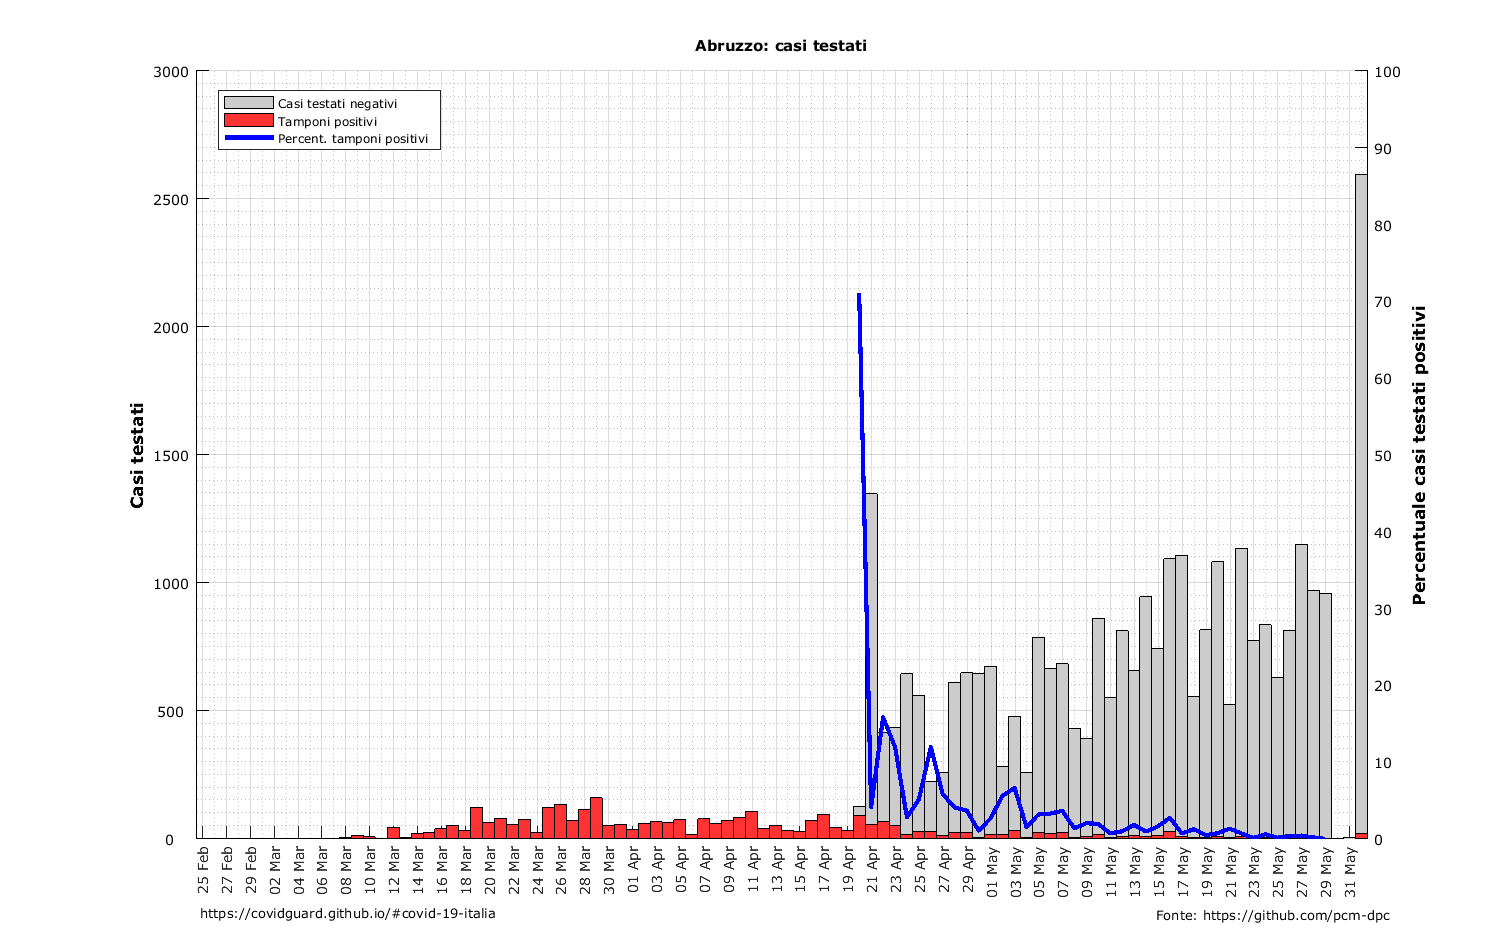 Abruzzo: casi testati
Casi testati negativi
Tamponi positivi
Percent. tamponi positivi
Casi testati
3000
2500
2000
1500
1000
500
0
100
90
80
70
60
50
40
30
20
10
0
Percentuale casi testati positivi
25 Feb
27 Feb
29 Feb
02 Mar
04 Mar
06 Mar
08 Mar
10 Mar
12 Mar
14 Mar
16 Mar
18 Mar
20 Mar
22 Mar
24 Mar
26 Mar
28 Mar
30 Mar
01 Apr
03 Apr
05 Apr
07 Apr
09 Apr
11 Apr
13 Apr
15 Apr
17 Apr
19 Apr
21 Apr
23 Apr
25 Apr
27 Apr
29 Apr
01 May
03 May
05 May
07 May
09 May
11 May
13 May
15 May
17 May
19 May
21 May
23 May
25 May
27 May
29 May
31 May
https://covidguard.github.io/#covid-19-italia
Fonte: https://github.com/pcm-dpc